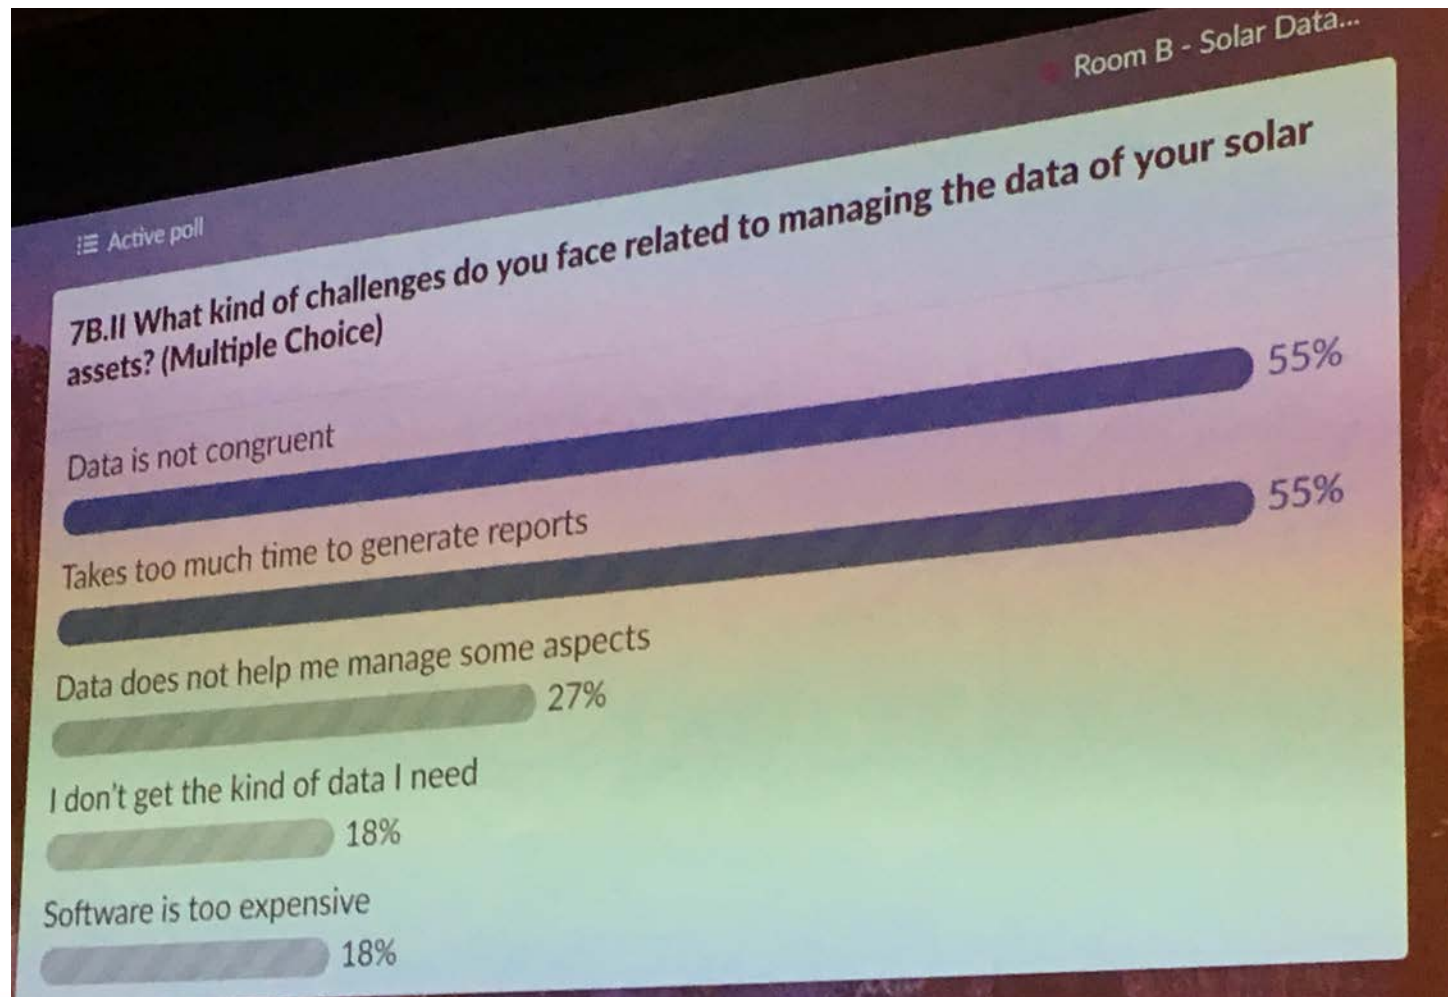 Room B - Solar Data...
Active poll
7B.II What kind of challenges do you face related to managing the data of your solar
assets? (Multiple Choice)
Data is not congruent
55%
Takes too much time to generate reports
55%
Data does not help me manage some aspects
27%
I don't get the kind of data I need
18%
Software is too expensive
18%